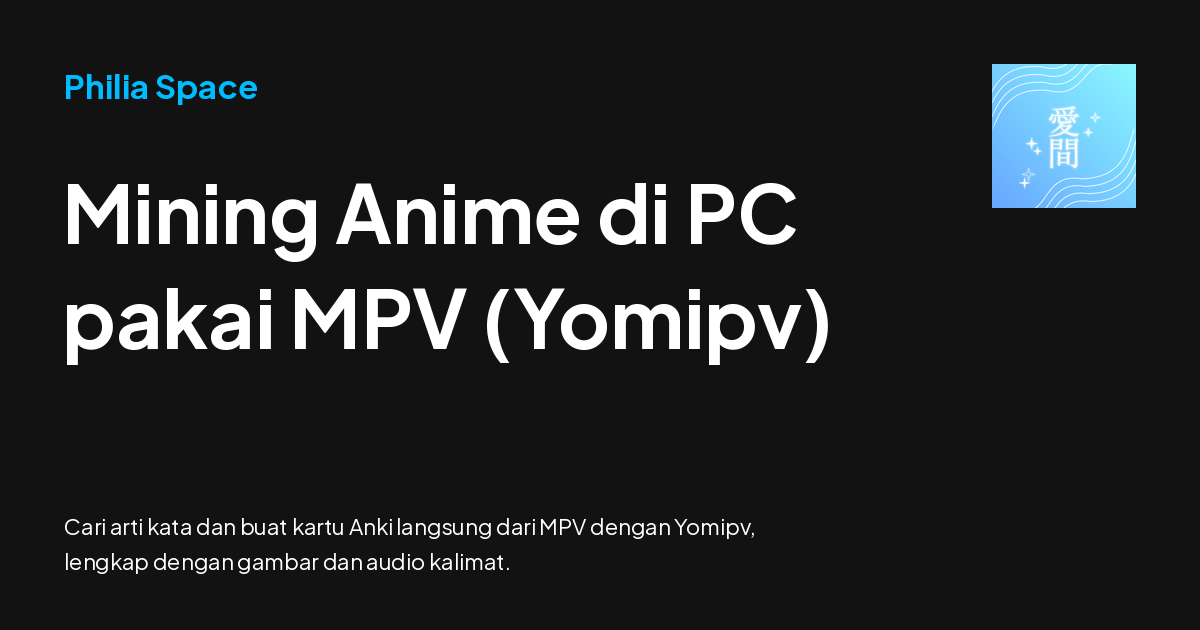 Philia Space
愛
間
Mining Anime di PC
pakai MPV (Yomipv)
Cari arti kata dan buat kartu Anki langsung dari MPV dengan Yomipv,
lengkap dengan gambar dan audio kalimat.